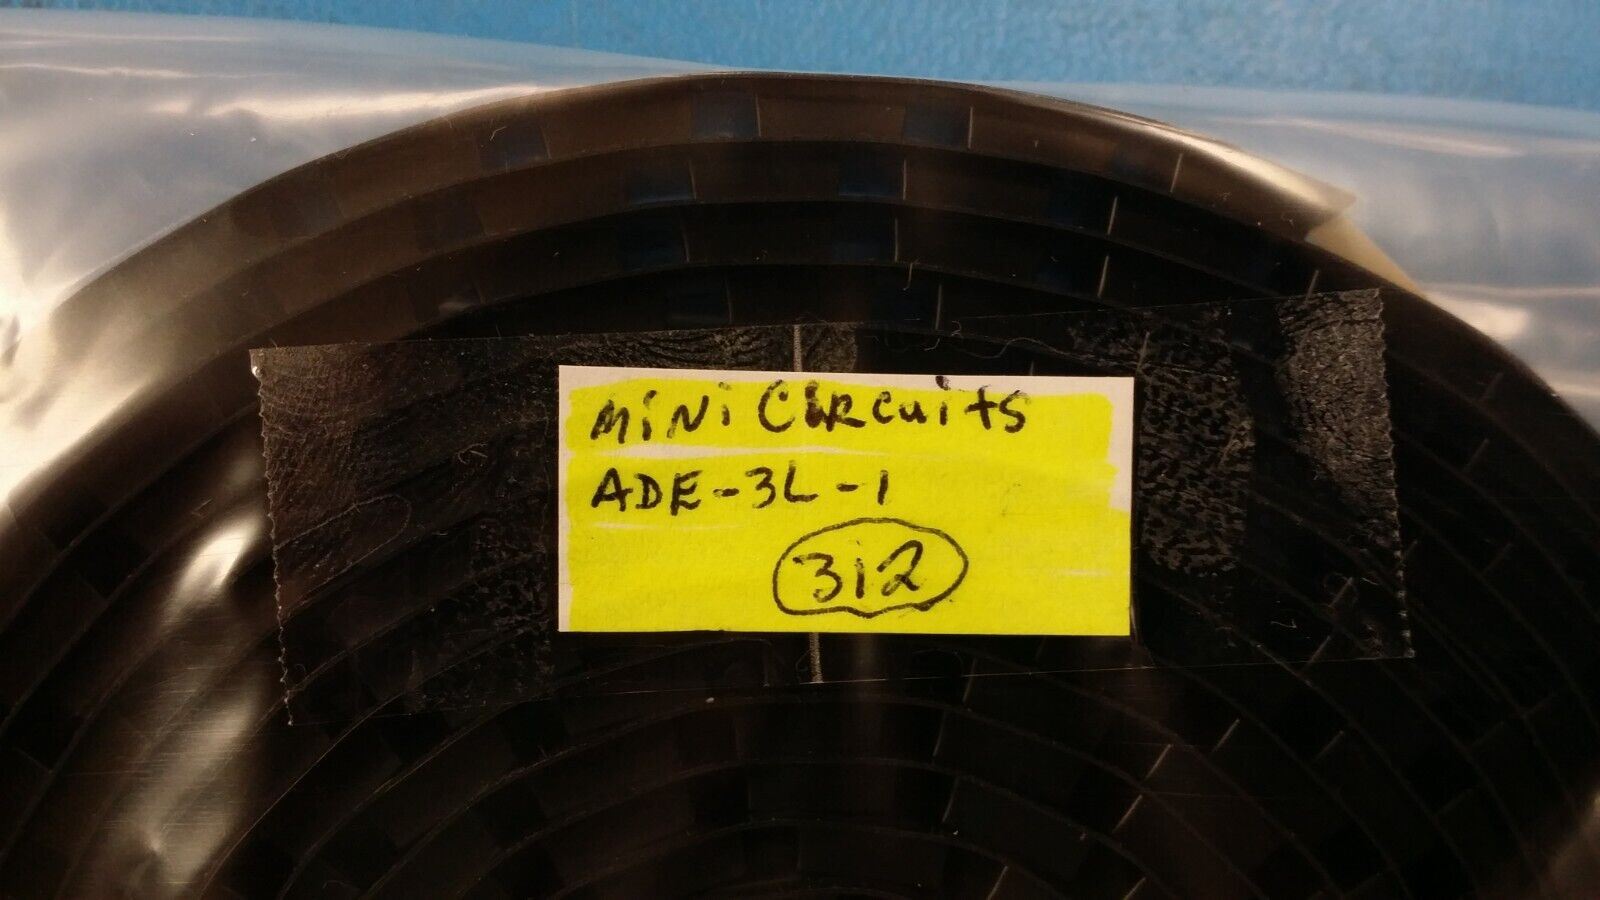 MiNi CiRcuits
ADE-3L-1
312